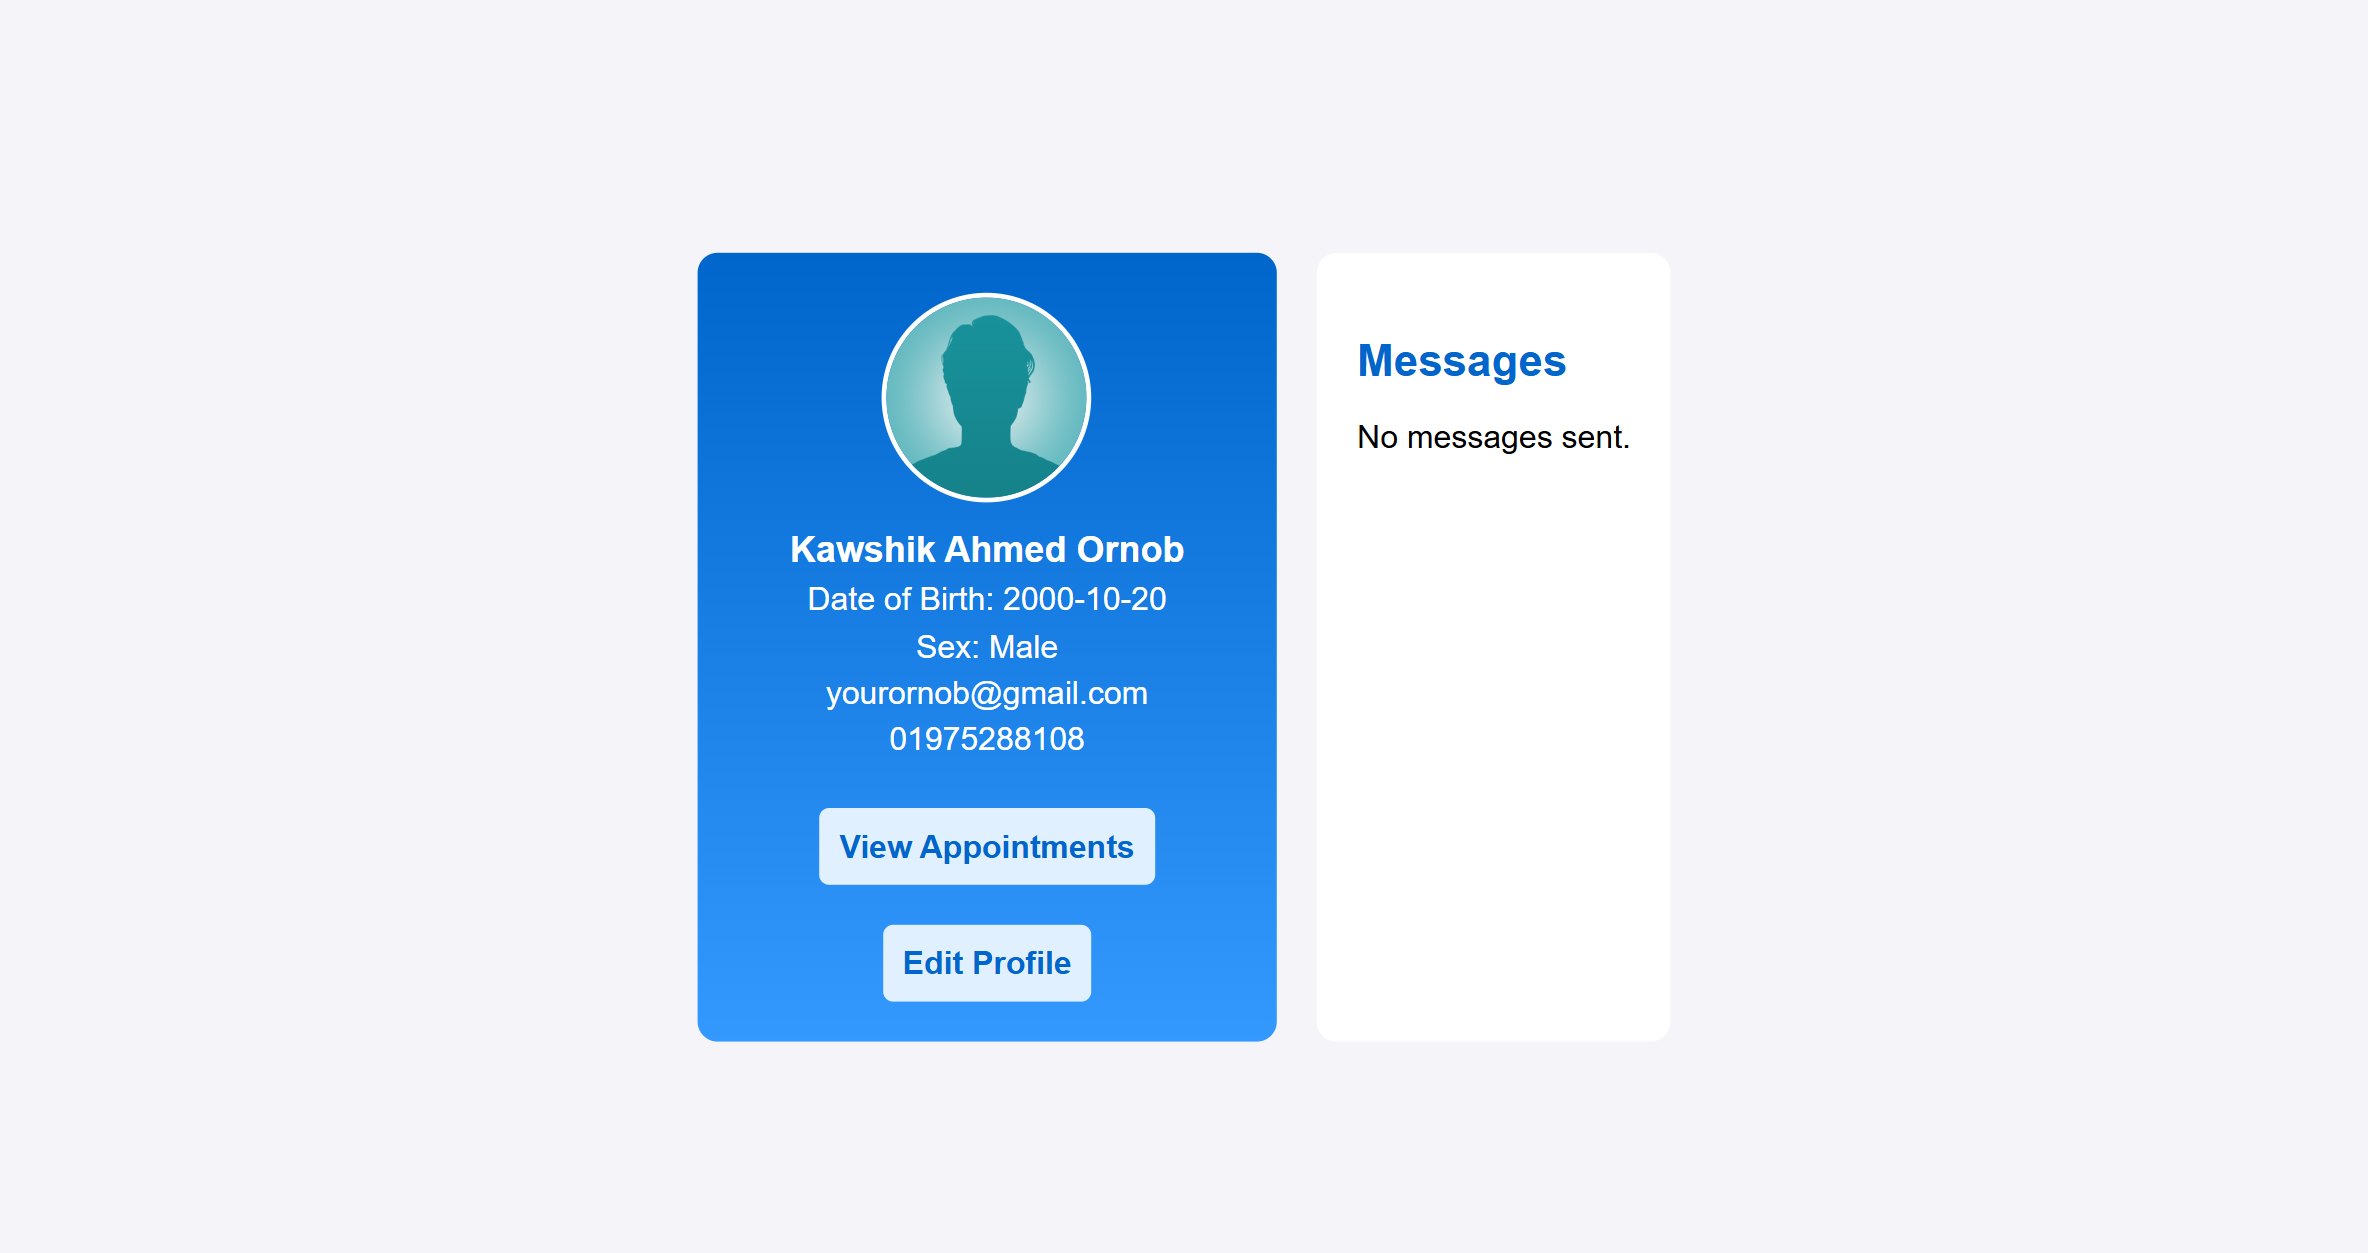 Kawshik Ahmed Ornob
Date of Birth: 2000-10-20
Sex: Male
yourornob@gmail.com
01975288108
View Appointments
Edit Profile
Messages
No messages sent.